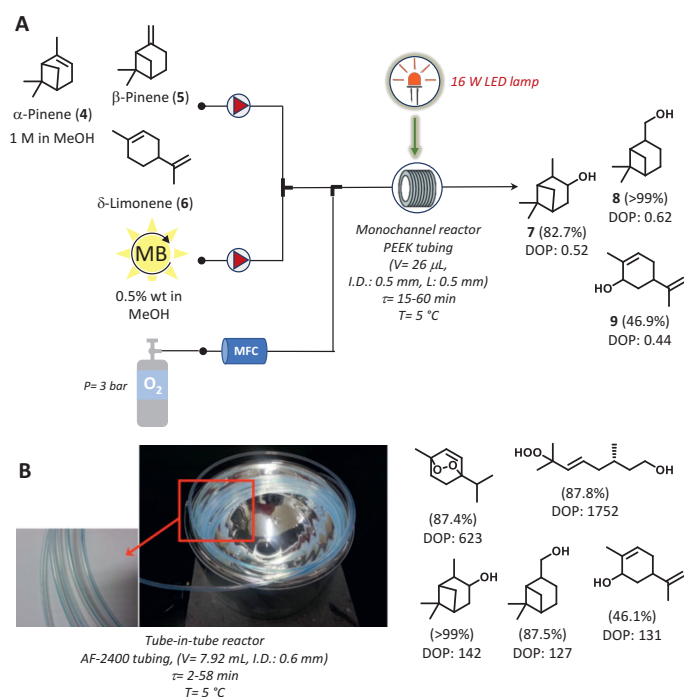 A
α-Pinene (4)
1 M in MeOH
β-Pinene (5)
δ-Limonene (6)
MB
0.5% wt in
MeOH
P= 3 bar
O2
MFC
16 W LED lamp
Monochannel reactor
PEEK tubing
(V= 26 µL,
I.D.: 0.5 mm, L: 0.5 mm)
τ= 15-60 min
T= 5 °C
OH
7 (82.7%)
DOP: 0.52
OH
8 (>99%)
DOP: 0.62
HO
9 (46.9%)
DOP: 0.44
B
Tube-in-tube reactor
AF-2400 tubing, (V= 7.92 mL, I.D.: 0.6 mm)
τ= 2-58 min
T= 5 °C
O
O
(87.4%)
DOP: 623
HOO
OH
(87.8%)
DOP: 1752
OH
(>99%)
DOP: 142
OH
(87.5%)
DOP: 127
HO
(46.1%)
DOP: 131